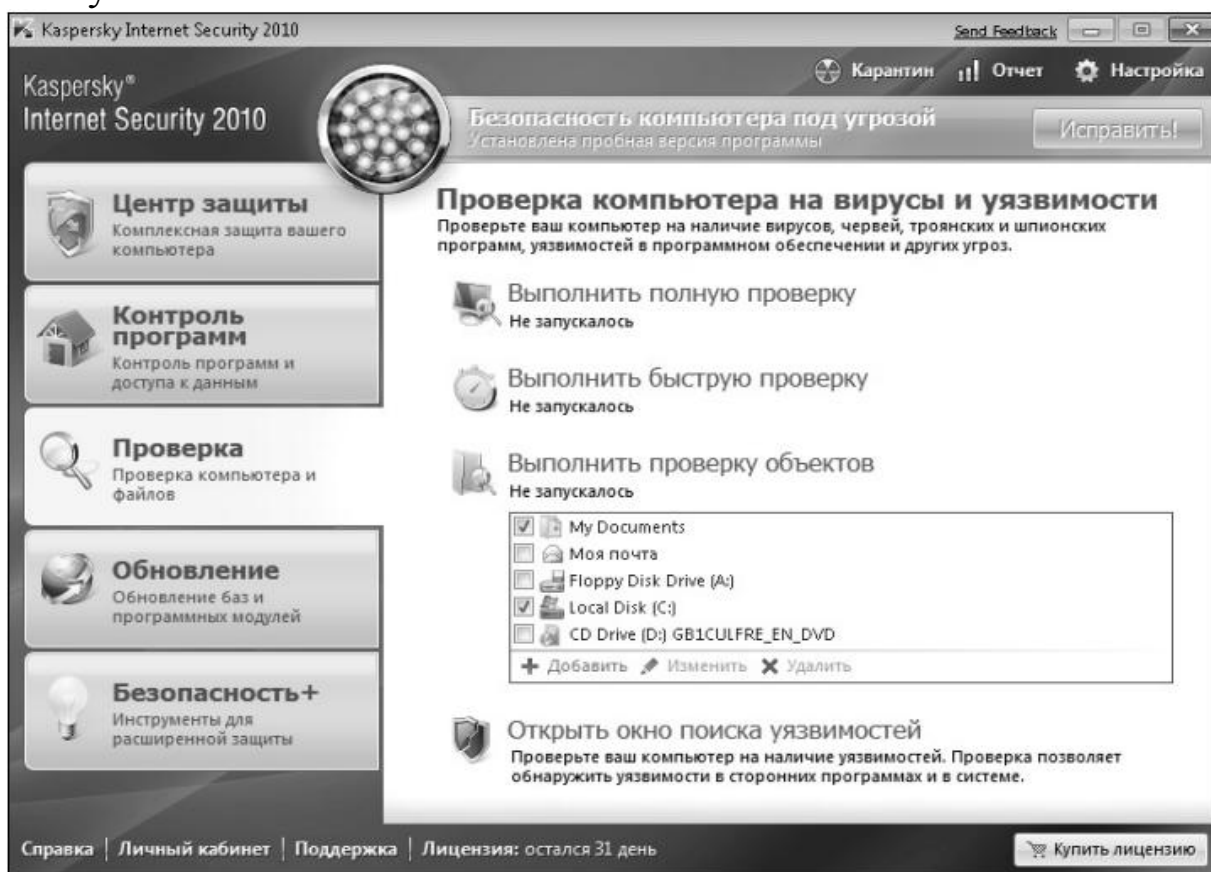 Kaspersky Internet Security 2010
Send Feedback
Kaspersky®
Internet Security 2010
Карантин
Отчет
Настройка
Безопасность компьютера под угрозой
Установлена пробная версия программы
Исправить!
Центр защиты
Комплексная защита вашего
компьютера
Контроль
программ
Контроль программ и
доступа к данным
Проверка
Проверка компьютера и
файлов
Обновление
Обновление баз и
программных модулей
Безопасность+
Инструменты для
расширенной защиты
Проверка компьютера на вирусы и уязвимости
Проверьте ваш компьютер на наличие вирусов, червей, троянских и шпионских
программ, уязвимостей в программном обеспечении и других угроз.
Выполнить полную проверку
Не запускалось
Выполнить быструю проверку
Не запускалось
Выполнить проверку объектов
Не запускалось
My Documents
Моя почта
Floppy Disk Drive (A:)
Local Disk (C:)
CD Drive (D:) GB1CULFRE_EN_DVD
Добавить Изменить Удалить
Открыть окно поиска уязвимостей
Проверьте ваш компьютер на наличие уязвимостей. Проверка позволяет
обнаружить уязвимости в сторонних программах и в системе.
Справка | Личный кабинет | Поддержка | Лицензия: остался 31 день
Купить лицензию